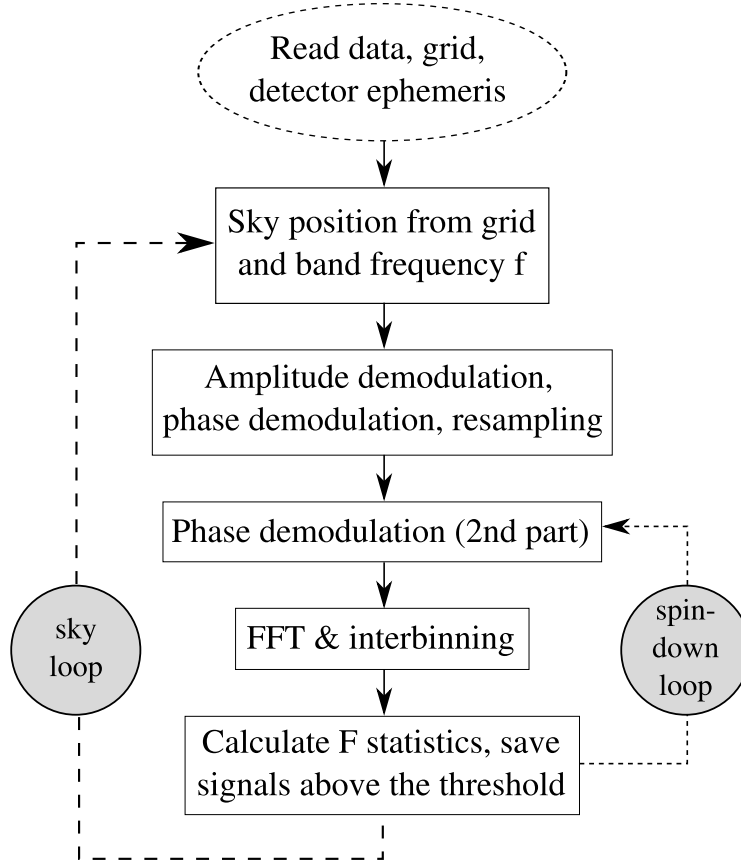 Read data, grid,
detector ephemeris
Sky position from grid
and band frequency f
Amplitude demodulation,
phase demodulation, resampling
Phase demodulation (2nd part)
FFT & interbinning
sky
loop
spin-
down
loop
Calculate F statistics, save
signals above the threshold